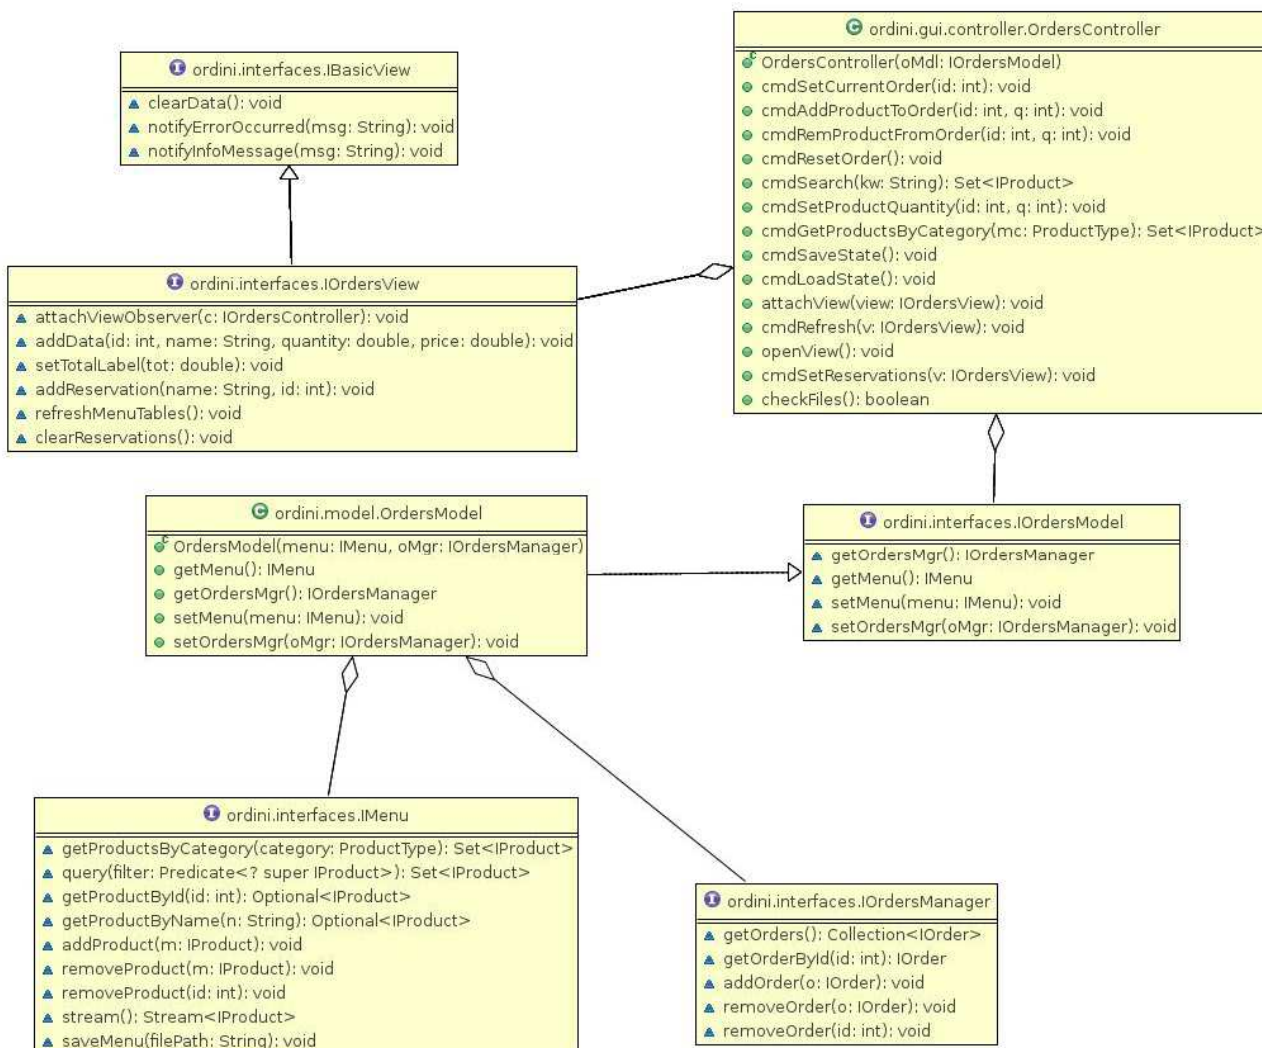 ordini.interfaces.IBasicView
clearData(): void
notifyErrorOccurred(msg: String): void
notifyInfoMessage(msg: String): void
ordini.gui.controller.OrdersController
OrdersController(oMdl: IOrdersModel)
cmdSetCurrentOrder(id: int): void
cmdAddProductToOrder(id: int, q: int): void
cmdRemProductFromOrder(id: int, q: int): void
cmdResetOrder(): void
cmdSearch(kw: String): Set<IProduct>
cmdSetProductQuantity(id: int, q: int): void
cmdGetProductsByCategory(mc: ProductType): Set<IProduct>
cmdSaveState(): void
cmdLoadState(): void
attachView(view: IOrdersView): void
cmdRefresh(v: IOrdersView): void
openView(): void
cmdSetReservations(v: IOrdersView): void
checkFiles(): boolean
ordini.interfaces.IOrdersView
attachViewObserver(c: IOrdersController): void
addData(id: int, name: String, quantity: double, price: double): void
setTotalLabel(tot: double): void
addReservation(name: String, id: int): void
refreshMenuTables(): void
clearReservations(): void
ordini.model.OrdersModel
OrdersModel(menu: IMenu, oMgr: IOrdersManager)
getMenu(): IMenu
getOrdersMgr(): IOrdersManager
setMenu(menu: IMenu): void
setOrdersMgr(oMgr: IOrdersManager): void
ordini.interfaces.IOrdersModel
getOrdersMgr(): IOrdersManager
getMenu(): IMenu
setMenu(menu: IMenu): void
setOrdersMgr(oMgr: IOrdersManager): void
ordini.interfaces.IMenu
getProductsByCategory(category: ProductType): Set<IProduct>
query(filter: Predicate<? super IProduct>): Set<IProduct>
getProductById(id: int): Optional<IProduct>
getProductByName(n: String): Optional<IProduct>
addProduct(m: IProduct): void
removeProduct(m: IProduct): void
removeProduct(id: int): void
stream(): Stream<IProduct>
saveMenu(filePath: String): void
ordini.interfaces.IOrdersManager
getOrders(): Collection<IOrder>
getOrderById(id: int): IOrder
addOrder(o: IOrder): void
removeOrder(o: IOrder): void
removeOrder(id: int): void